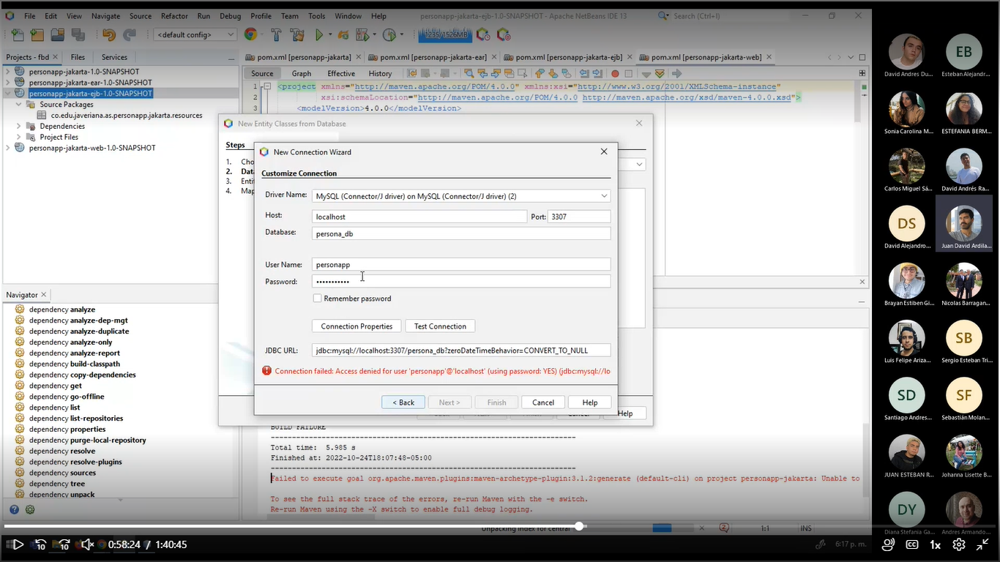 File Edit View Navigate Source Refactor Run Debug Profile Team Tools Window Help
personapp-jakarta-ejb-1.0-SNAPSHOT - Apache NetBeans IDE 13
Search (Ctrl+I)
<default config>
Projects - fbd
Files
Services
personapp-jakarta-1.0-SNAPSHOT
personapp-jakarta-ear-1.0-SNAPSHOT
personapp-jakarta-ejb-1.0-SNAPSHOT
Source Packages
co.edu.javeriana.as.personapp.jakarta.resources
Dependencies
Project Files
personapp-jakarta-web-1.0-SNAPSHOT
pom.xml [personapp-jakarta]
pom.xml [personapp-jakarta-ear]
pom.xml [personapp-jakarta-ejb]
pom.xml [personapp-jakarta-web]
Source Graph Effective History
1 <project xmlns="http://maven.apache.org/POM/4.0.0" xmlns:xsi="http://www.w3.org/2001/XMLSchema-instance"
2 xsi:schemaLocation="http://maven.apache.org/POM/4.0.0 http://maven.apache.org/xsd/maven-4.0.0.xsd">
3 <modelVersion>4.0.0</modelVersion>
New Entity Classes from Database
Steps
1. Cho
2. Dat
3. Enti
4. Map
New Connection Wizard
Customize Connection
Driver Name: MySQL (Connector/J driver) on MySQL (Connector/J driver) (2)
Host: localhost Port: 3307
Database: persona_db
User Name: personapp
Password: •••••••••••
Remember password
Connection Properties Test Connection
JDBC URL: jdbc:mysql://localhost:3307/persona_db?zeroDateTimeBehavior=CONVERT_TO_NULL
Connection failed: Access denied for user 'personapp'@'localhost' (using password: YES) (jdbc:mysql://lo
< Back Next > Finish Cancel Help
Cancel Help
Navigator
dependency analyze
dependency analyze-dep-mgt
dependency analyze-duplicate
dependency analyze-only
dependency analyze-report
dependency build-classpath
dependency copy-dependencies
dependency get
dependency go-offline
dependency list
dependency list-repositories
dependency properties
dependency purge-local-repository
dependency resolve
dependency resolve-plugins
dependency sources
dependency tree
dependency unpack
BUILD FAILURE
------------------------------------------------------------------------
Total time: 5.985 s
Finished at: 2022-10-24T18:07:48-05:00
------------------------------------------------------------------------
Failed to execute goal org.apache.maven.plugins:maven-archetype-plugin:3.1.2:generate (default-cli) on project personapp-jakarta: Unable to
To see the full stack trace of the errors, re-run Maven with the -e switch.
Re-run Maven using the -X switch to enable full debug logging.
Unpacking index for central
2
1:1 INS
10 10 0:58:24 / 1:40:45
6:17 p. m.
1x
David Andres Du...
EB
Esteban Alejandr...
Sonia Carolina M...
ESTEFANIA BERM...
Carlos Miguel Sá...
David Andrés Ra...
DS
David Alejandro...
Juan David Ardila...
Brayan Estiben Gi...
Nicolas Barragan...
Luis Felipe Ariza...
SB
Sergio Esteban Tri...
SD
Santiago Andres...
SF
Sebastián Molan...
JUAN ESTEBAN R...
Johanna Lisette B...
DY
Diana Stefania Ga...
Andres Armando...